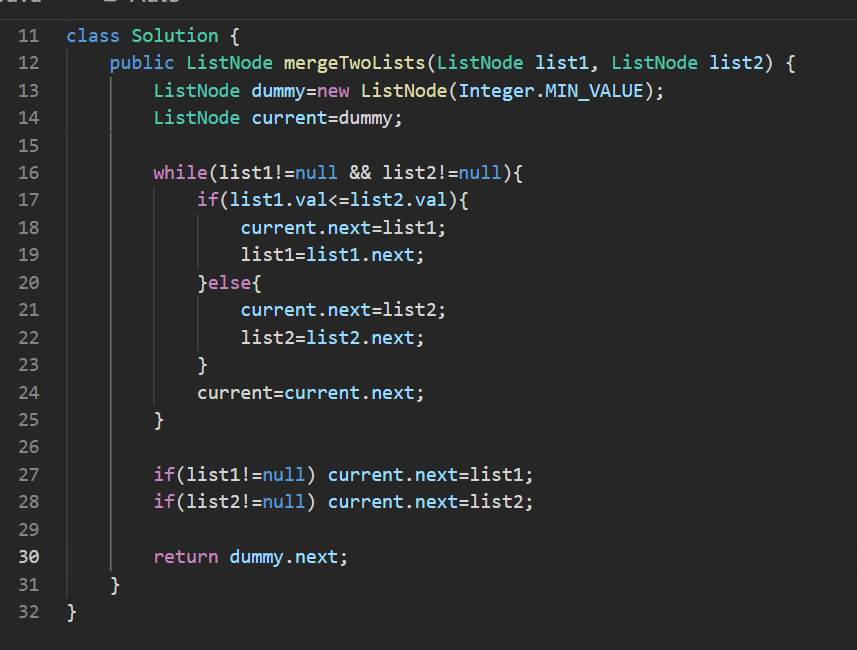 Auto
11 class Solution {
12 public ListNode mergeTwoLists(ListNode list1, ListNode list2) {
13 ListNode dummy=new ListNode(Integer.MIN_VALUE);
14 ListNode current=dummy;
15
16 while(list1!=null && list2!=null){
17 if(list1.val<=list2.val){
18 current.next=list1;
19 list1=list1.next;
20 }else{
21 current.next=list2;
22 list2=list2.next;
23 }
24 current=current.next;
25 }
26
27 if(list1!=null) current.next=list1;
28 if(list2!=null) current.next=list2;
29
30 return dummy.next;
31 }
32 }